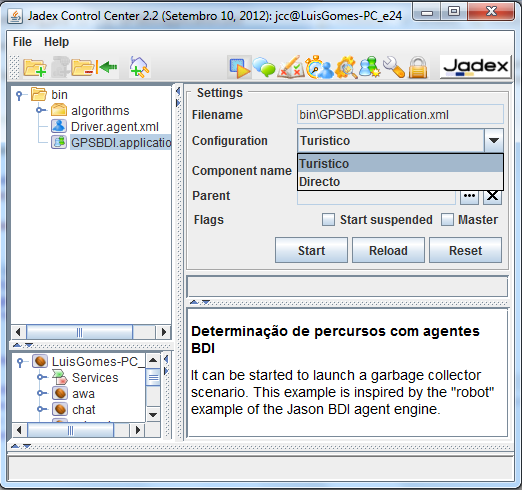 Jadex Control Center 2.2 (Setembro 10, 2012): jcc@LuisGomes-PC_e24
File Help
Jadex
bin
algorithms
Driver.agent.xml
GPSBDI.applicatio
Settings
Filename bin\GPSBDI.application.xml
Configuration Turistico
Turistico
Directo
Component name
Parent ...
Flags Start suspended Master
Start Reload Reset
LuisGomes-PC_
Services
awa
chat
Determinação de percursos com agentes
BDI
It can be started to launch a garbage collector
scenario. This example is inspired by the "robot"
example of the Jason BDI agent engine.